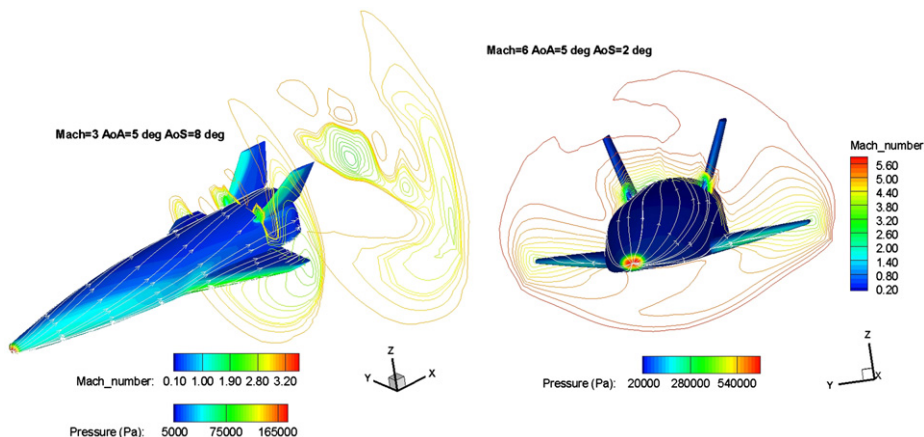 Mach=3 AoA=5 deg AoS=8 deg
Z
Y X
Mach_number: 0.10 1.00 1.90 2.80 3.20
Pressure (Pa): 5000 75000 165000
Mach=6 AoA=5 deg AoS=2 deg
Mach_number
5.60
4.40
3.80
3.20
2.60
2.00
1.40
0.80
0.20
Z
Y X
Pressure (Pa): 20000 280000 540000